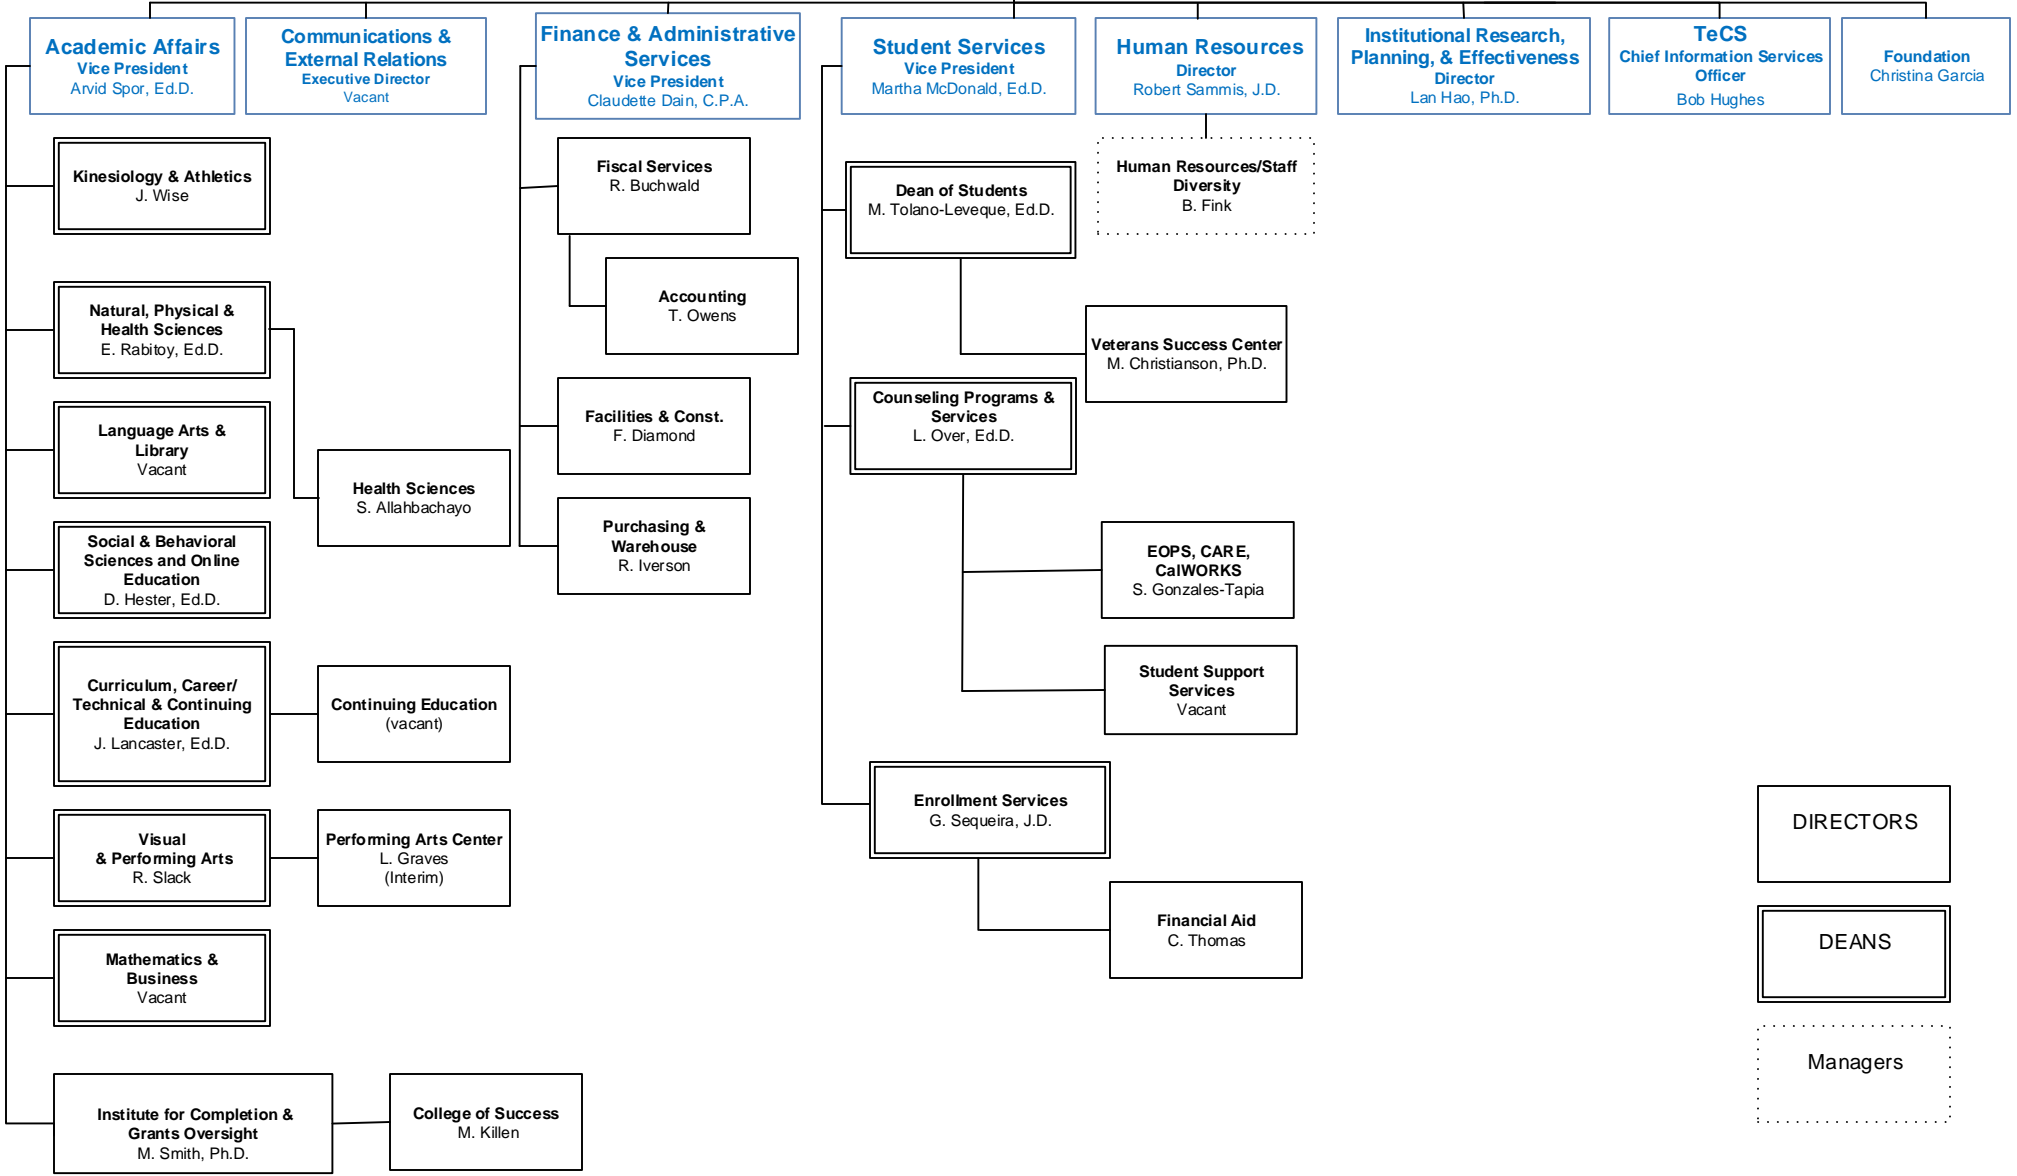 Academic Affairs
Vice President
Arvid Spor, Ed.D.
Communications &
External Relations
Executive Director
Vacant
Finance & Administrative
Services
Vice President
Claudette Dain, C.P.A.
Student Services
Vice President
Martha McDonald, Ed.D.
Human Resources
Director
Robert Sammis, J.D.
Institutional Research,
Planning, & Effectiveness
Director
Lan Hao, Ph.D.
TeCS
Chief Information Services
Officer
Bob Hughes
Foundation
Christina Garcia
Kinesiology & Athletics
J. Wise
Natural, Physical &
Health Sciences
E. Rabitoy, Ed.D.
Language Arts &
Library
Vacant
Health Sciences
S. Allahbachayo
Social & Behavioral
Sciences and Online
Education
D. Hester, Ed.D.
Curriculum, Career/
Technical & Continuing
Education
J. Lancaster, Ed.D.
Continuing Education
(vacant)
Visual
& Performing Arts
R. Slack
Performing Arts Center
L. Graves
(Interim)
Mathematics &
Business
Vacant
Institute for Completion &
Grants Oversight
M. Smith, Ph.D.
College of Success
M. Killen
Fiscal Services
R. Buchwald
Accounting
T. Owens
Facilities & Const.
F. Diamond
Purchasing &
Warehouse
R. Iverson
Dean of Students
M. Tolano-Leveque, Ed.D.
Veterans Success Center
M. Christianson, Ph.D.
Counseling Programs &
Services
L. Over, Ed.D.
EOPS, CARE,
CalWORKS
S. Gonzales-Tapia
Student Support
Services
Vacant
Enrollment Services
G. Sequeira, J.D.
Financial Aid
C. Thomas
Human Resources/Staff
Diversity
B. Fink
DIRECTORS
DEANS
Managers